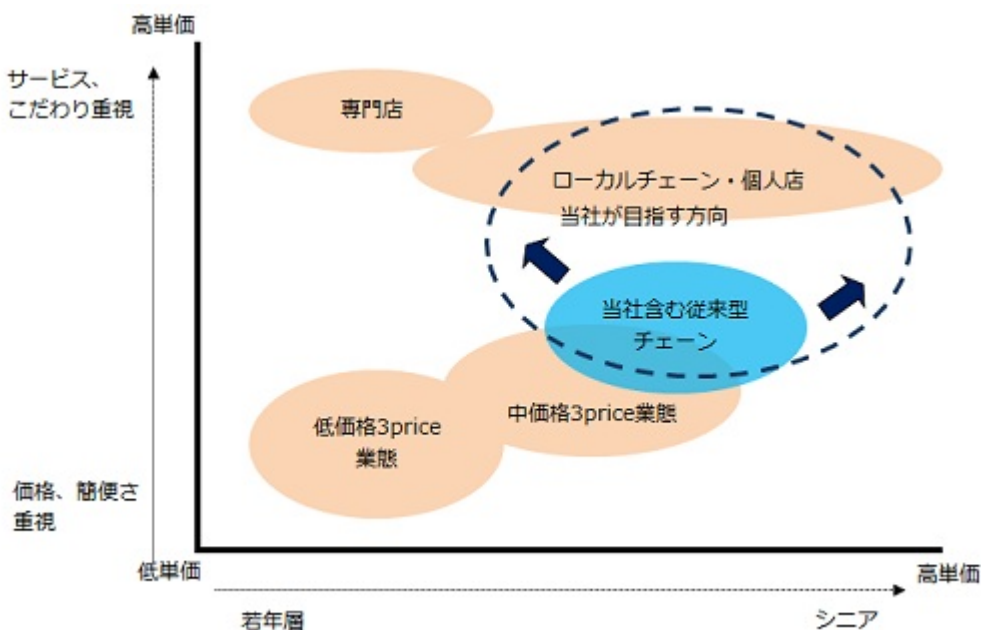 高単価
サービス、
こだわり重視
専門店
ローカルチェーン・個人店
当社が目指す方向
当社含む従来型
チェーン
低価格3price
業態
中価格3price業態
価格、簡便さ
重視
低単価
高単価
若年層
シニア